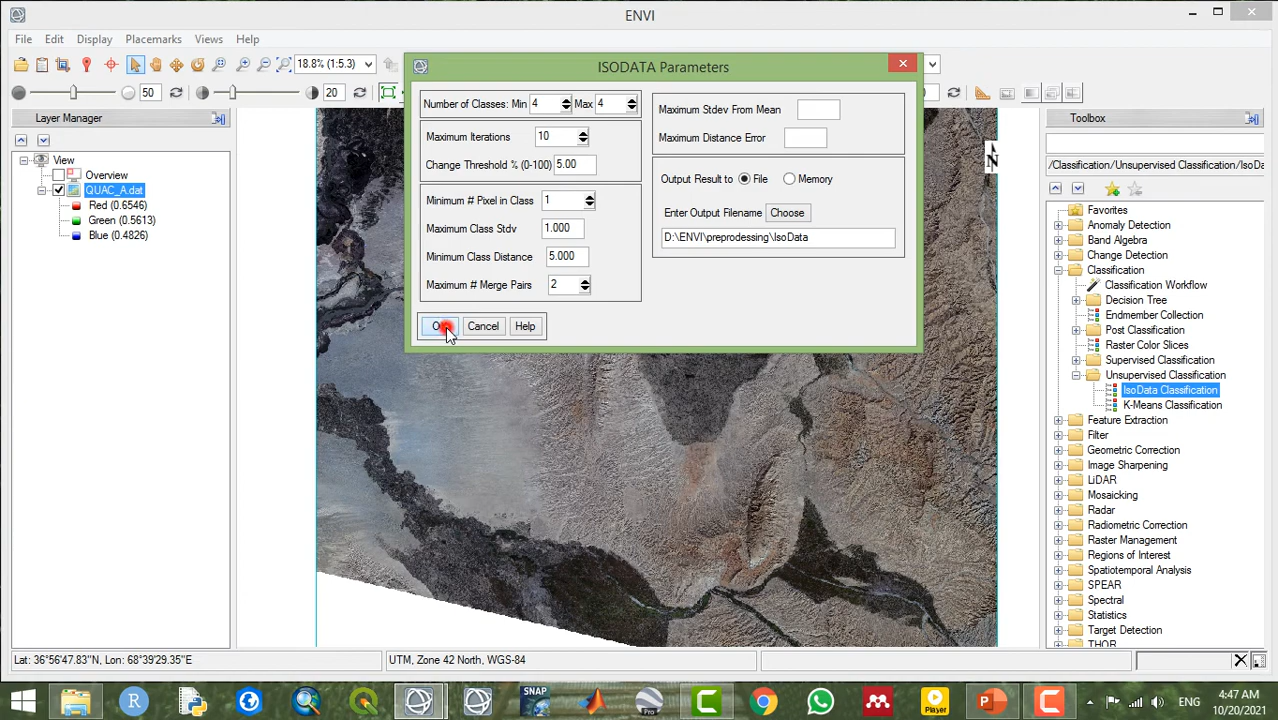 ENVI
File Edit Display Placemarks Views Help
18.8% (1:5.3)
50 20
Layer Manager
View
Overview
QUAC_A.dat
Red (0.6546)
Green (0.5613)
Blue (0.4826)
ISODATA Parameters
Number of Classes: Min 4 Max 4
Maximum Iterations 10
Change Threshold % (0-100) 5.00
Minimum # Pixel in Class 1
Maximum Class Stdv 1.000
Minimum Class Distance 5.000
Maximum # Merge Pairs 2
Maximum Stdev From Mean
Maximum Distance Error
Output Result to File Memory
Enter Output Filename Choose
D:\ENVI\preprodessing\IsoData
Cancel Help
N
Toolbox
/Classification/Unsupervised Classification/IsoDa
Favorites
Anomaly Detection
Band Algebra
Change Detection
Classification
Classification Workflow
Decision Tree
Endmember Collection
Post Classification
Raster Color Slices
Supervised Classification
Unsupervised Classification
IsoData Classification
K-Means Classification
Feature Extraction
Filter
Geometric Correction
Image Sharpening
LiDAR
Mosaicking
Radar
Radiometric Correction
Raster Management
Regions of Interest
Spatiotemporal Analysis
SPEAR
Spectral
Statistics
Target Detection
THOR
Lat: 36°56'47.83"N, Lon: 68°39'29.35"E
UTM, Zone 42 North, WGS-84
R
SNAP
Pro
Player
ENG
4:47 AM
10/20/2021